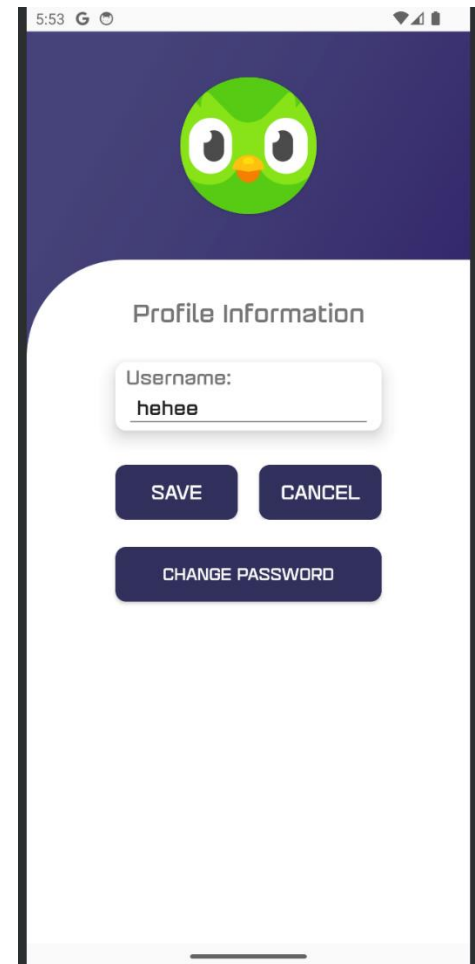 5:53 G
Profile Information
Username:
hehee
SAVE CANCEL
CHANGE PASSWORD